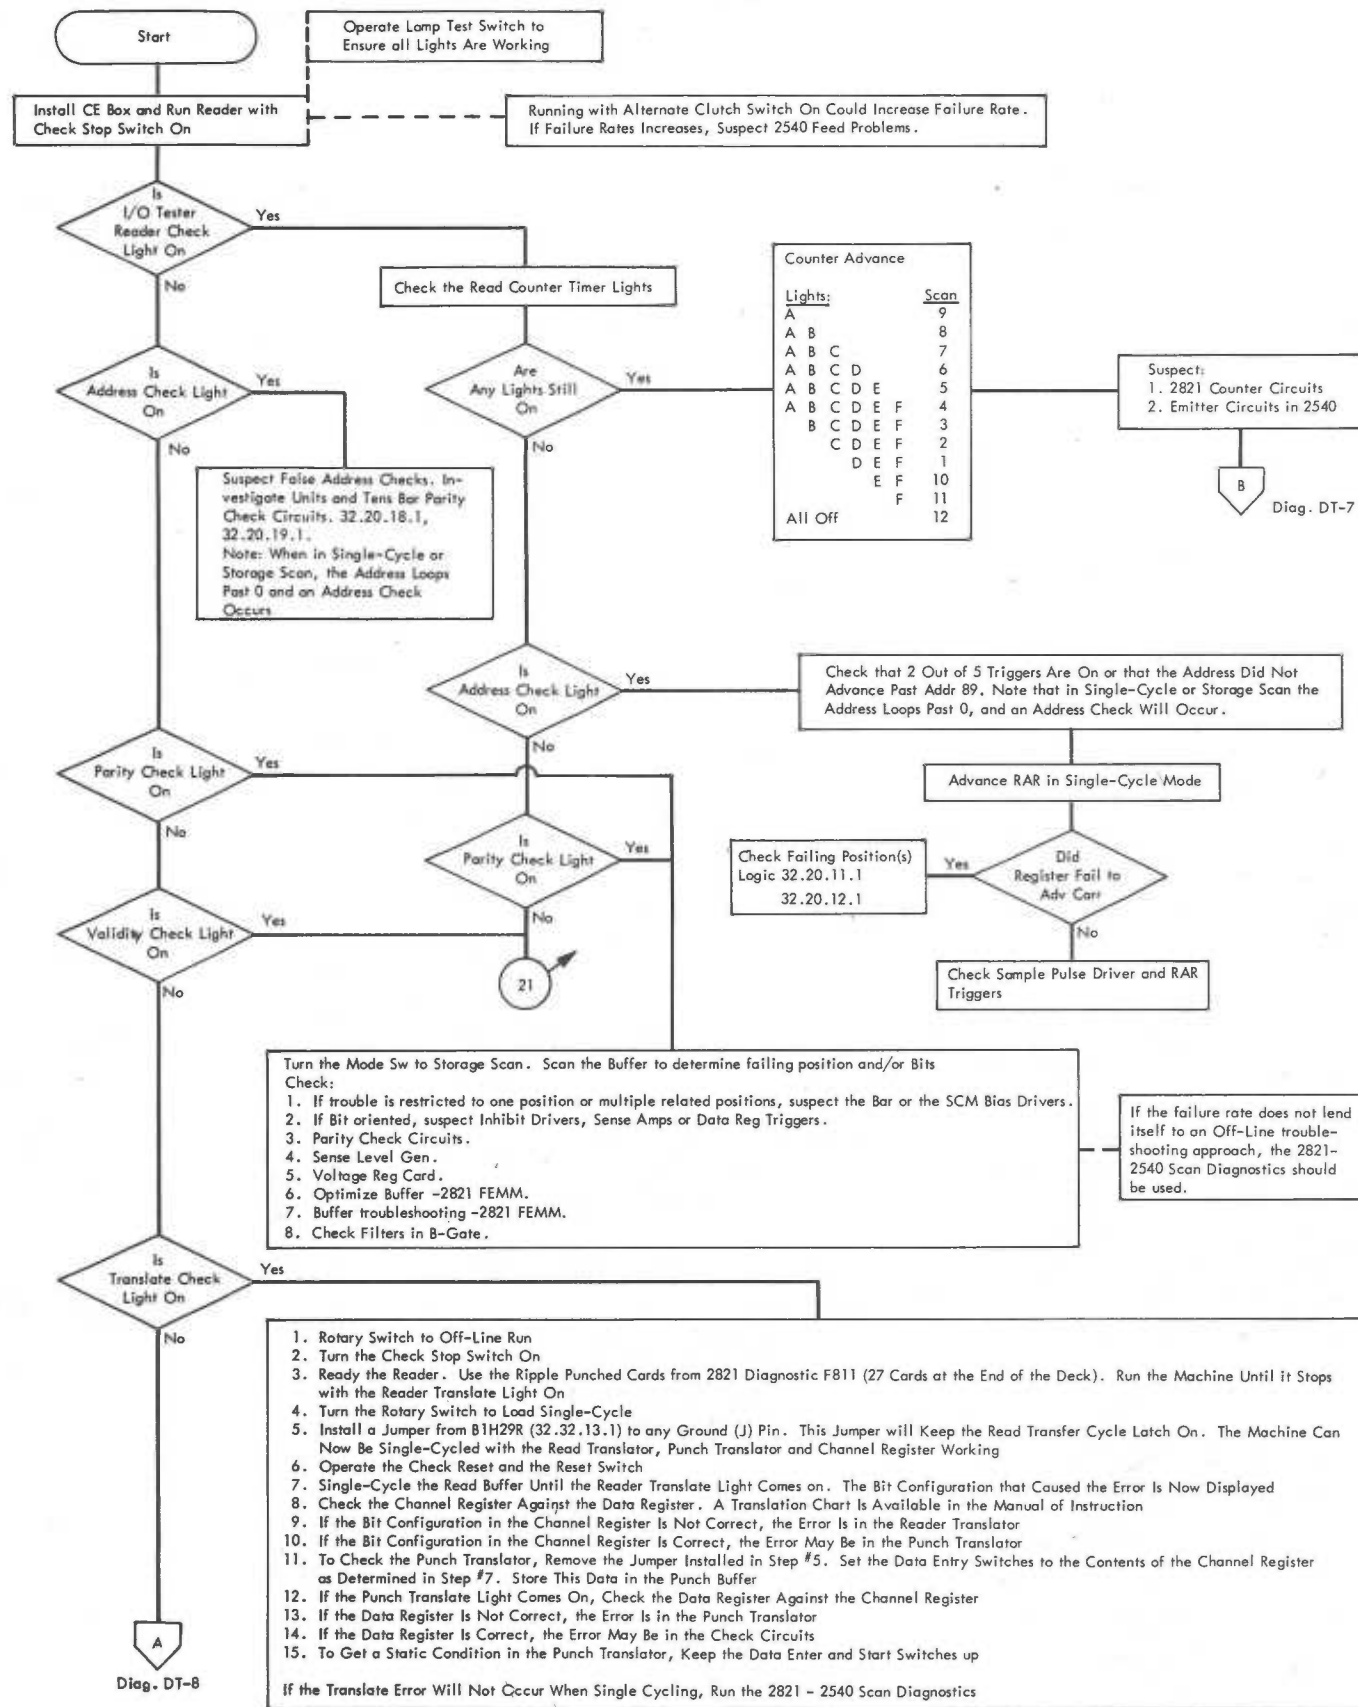 Start
Operate Lamp Test Switch to
Ensure all Lights Are Working
Install CE Box and Run Reader with
Check Stop Switch On
Running with Alternate Clutch Switch On Could Increase Failure Rate.
If Failure Rates Increases, Suspect 2540 Feed Problems.
Is
I/O Tester
Reader Check
Light On
Yes
No
Check the Read Counter Timer Lights
Counter Advance
Lights: Scan
A 9
A B 8
A B C 7
A B C D 6
A B C D E 5
A B C D E F 4
B C D E F 3
C D E F 2
D E F 1
E F 10
F 11
All Off 12
Is
Address Check Light
On
Yes
No
Are
Any Lights Still
On
Yes
No
Suspect:
1. 2821 Counter Circuits
2. Emitter Circuits in 2540
B
Diag. DT-7
Suspect False Address Checks. In-
vestigate Units and Tens Bar Parity
Check Circuits. 32.20.18.1,
32.20.19.1.
Note: When in Single-Cycle or
Storage Scan, the Address Loops
Past 0 and an Address Check
Occurs
Is
Address Check Light
On
Yes
No
Check that 2 Out of 5 Triggers Are On or that the Address Did Not
Advance Past Addr 89. Note that in Single-Cycle or Storage Scan the
Address Loops Past 0, and an Address Check Will Occur.
Is
Parity Check Light
On
Yes
No
Advance RAR in Single-Cycle Mode
Is
Parity Check Light
On
Yes
No
Check Failing Position(s)
Logic 32.20.11.1
32.20.12.1
Yes
Did
Register Fail to
Adv Corr
No
Is
Validity Check Light
On
Yes
No
21
Check Sample Pulse Driver and RAR
Triggers
Turn the Mode Sw to Storage Scan. Scan the Buffer to determine failing position and/or Bits
Check:
1. If trouble is restricted to one position or multiple related positions, suspect the Bar or the SCM Bias Drivers.
2. If Bit oriented, suspect Inhibit Drivers, Sense Amps or Data Reg Triggers.
3. Parity Check Circuits.
4. Sense Level Gen.
5. Voltage Reg Card.
6. Optimize Buffer -2821 FEMM.
7. Buffer troubleshooting -2821 FEMM.
8. Check Filters in B-Gate.
If the failure rate does not lend
itself to an Off-Line trouble-
shooting approach, the 2821-
2540 Scan Diagnostics should
be used.
Is
Translate Check
Light On
Yes
No
1. Rotary Switch to Off-Line Run
2. Turn the Check Stop Switch On
3. Ready the Reader. Use the Ripple Punched Cards from 2821 Diagnostic F811 (27 Cards at the End of the Deck). Run the Machine Until it Stops
with the Reader Translate Light On
4. Turn the Rotary Switch to Load Single-Cycle
5. Install a Jumper from B1H29R (32.32.13.1) to any Ground (J) Pin. This Jumper will Keep the Read Transfer Cycle Latch On. The Machine Can
Now Be Single-Cycled with the Read Translator, Punch Translator and Channel Register Working
6. Operate the Check Reset and the Reset Switch
7. Single-Cycle the Read Buffer Until the Reader Translate Light Comes on. The Bit Configuration that Caused the Error Is Now Displayed
8. Check the Channel Register Against the Data Register. A Translation Chart Is Available in the Manual of Instruction
9. If the Bit Configuration in the Channel Register Is Not Correct, the Error Is in the Reader Translator
10. If the Bit Configuration in the Channel Register Is Correct, the Error May Be in the Punch Translator
11. To Check the Punch Translator, Remove the Jumper Installed in Step #5. Set the Data Entry Switches to the Contents of the Channel Register
as Determined in Step #7. Store This Data in the Punch Buffer
12. If the Punch Translate Light Comes On, Check the Data Register Against the Channel Register
13. If the Data Register Is Not Correct, the Error Is in the Punch Translator
14. If the Data Register Is Correct, the Error May Be in the Check Circuits
15. To Get a Static Condition in the Punch Translator, Keep the Data Enter and Start Switches up
If the Translate Error Will Not Occur When Single Cycling, Run the 2821 - 2540 Scan Diagnostics
A
Diag. DT-8